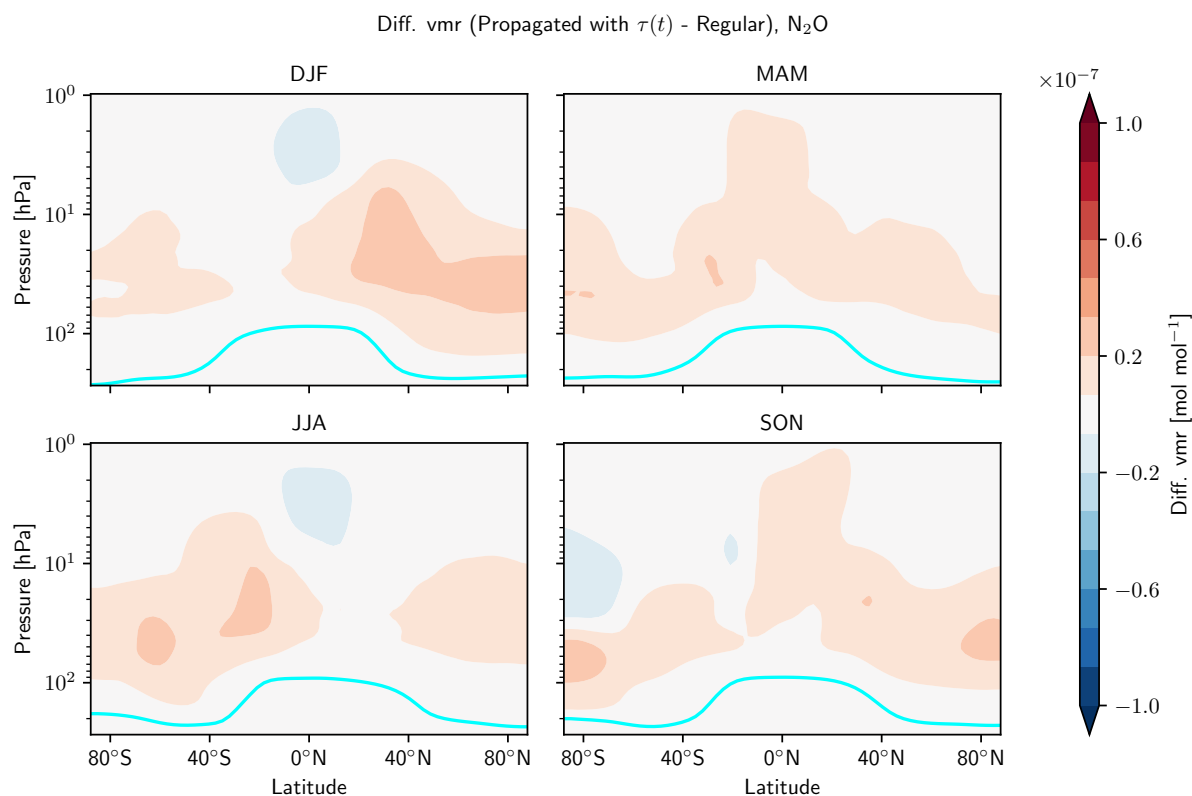 Diff. vmr (Propagated with τ(t) - Regular), N₂O
DJF
MAM
×10⁻⁷
10⁰
10¹
10²
Pressure [hPa]
1.0
0.6
0.2
−0.2
−0.6
−1.0
Diff. vmr [mol mol⁻¹]
JJA
SON
10⁰
10¹
10²
Pressure [hPa]
80°S
40°S
0°N
40°N
80°N
Latitude
80°S
40°S
0°N
40°N
80°N
Latitude